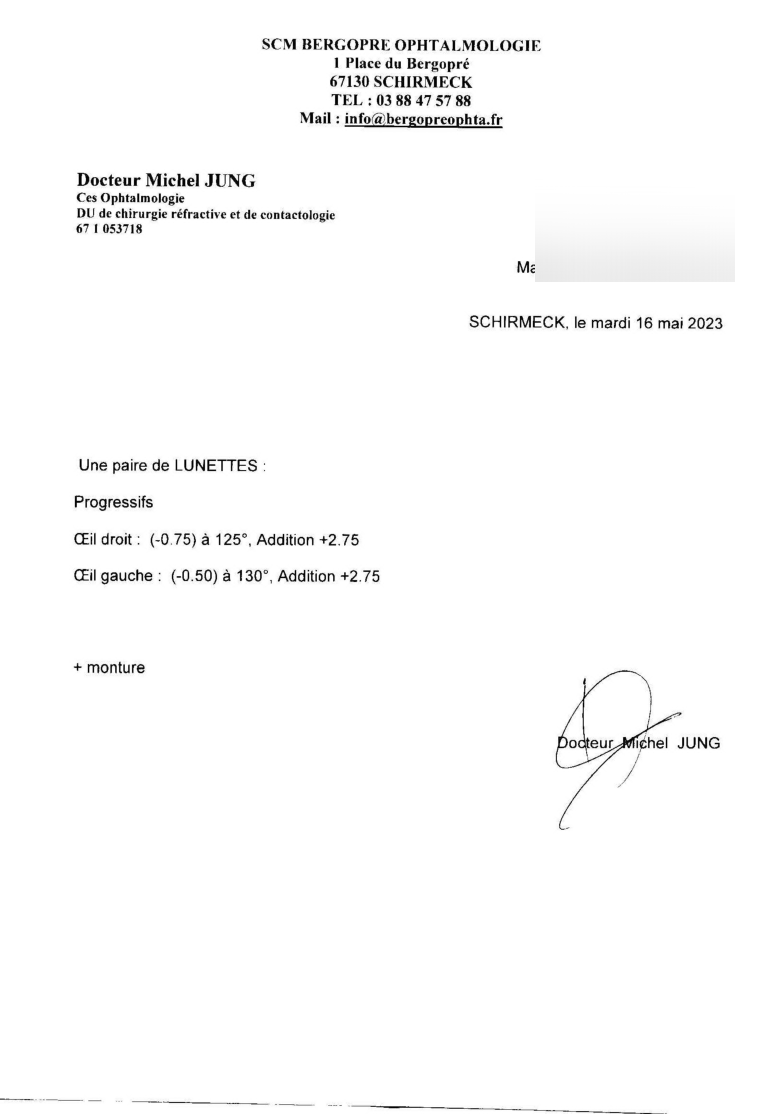 SCM BERGOPRE OPHTALMOLOGIE
1 Place du Bergopré
67130 SCHIRMECK
TEL : 03 88 47 57 88
Mail : info@bergopreophta.fr
Docteur Michel JUNG
Ces Ophtalmologie
DU de chirurgie réfractive et de contactologie
67 1 053718
SCHIRMECK, le mardi 16 mai 2023
Une paire de LUNETTES :
Progressifs
Œil droit : (-0.75) à 125°, Addition +2.75
Œil gauche : (-0.50) à 130°, Addition +2.75
+ monture
Docteur Michel JUNG